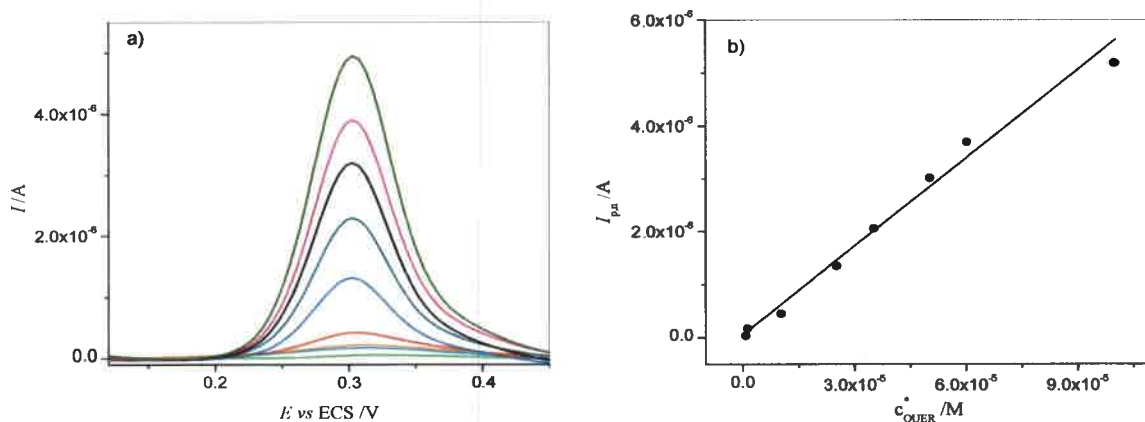 a)
4.0x10⁻⁶
2.0x10⁻⁶
0.0
I /A
0.2
0.3
0.4
E vs ECS /V
b)
6.0x10⁻⁶
4.0x10⁻⁶
2.0x10⁻⁶
0.0
I p,n /A
0.0
3.0x10⁻⁵
6.0x10⁻⁵
9.0x10⁻⁵
c*QUER /M